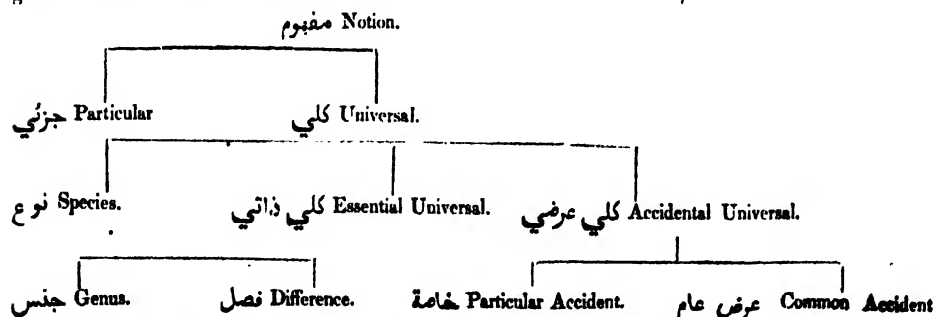 مفهوم Notion.
جزئي Particular كلي Universal.
نوع Species. كلي ذاتي Essential Universal. كلي عرضي Accidental Universal.
جنس Genus. فصل Difference. خاصة Particular Accident. عرض عام Common Accident